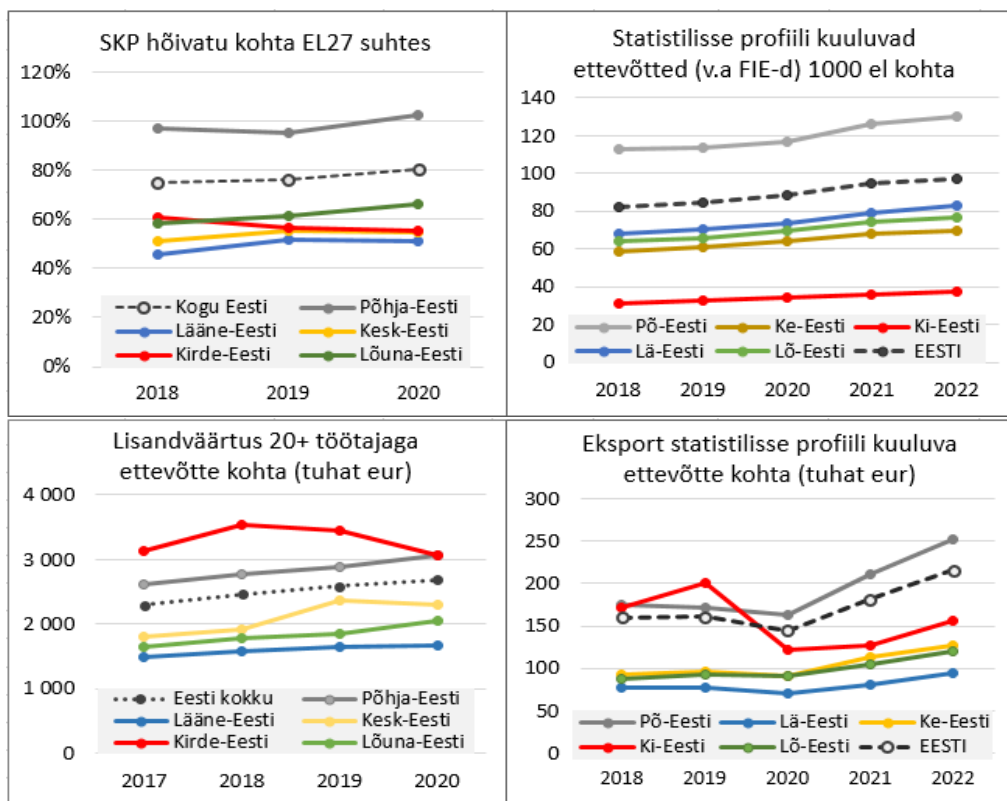 SKP hõivatu kohta EL27 suhtes
120%
100%
80%
60%
40%
20%
0%
Kogu Eesti
Põhja-Eesti
Lääne-Eesti
Kesk-Eesti
Kirde-Eesti
Lõuna-Eesti
2018
2019
2020
Statistilisse profiili kuuluvad
ettevõtted (v.a FIE-d) 1000 el kohta
140
120
100
80
60
40
20
0
Põ-Eesti
Ke-Eesti
Ki-Eesti
Lä-Eesti
Lõ-Eesti
EESTI
2018
2019
2020
2021
2022
Lisandväärtus 20+ töötajaga
ettevõtte kohta (tuhat eur)
4 000
3 000
2 000
1 000
0
Eesti kokku
Põhja-Eesti
Lääne-Eesti
Kesk-Eesti
Kirde-Eesti
Lõuna-Eesti
2017
2018
2019
2020
Eksport statistilisse profiili kuuluva
ettevõtte kohta (tuhat eur)
300
250
200
150
100
50
0
Põ-Eesti
Lä-Eesti
Ke-Eesti
Ki-Eesti
Lõ-Eesti
EESTI
2018
2019
2020
2021
2022